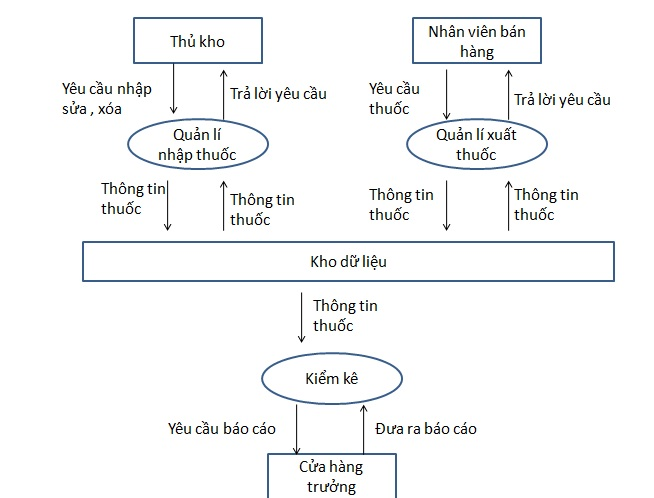 Thủ kho
Nhân viên bán
hàng
Yêu cầu nhập
sửa , xóa
Trả lời yêu cầu
Yêu cầu
thuốc
Trả lời yêu cầu
Quản lí
nhập thuốc
Quản lí xuất
thuốc
Thông tin
thuốc
Thông tin
thuốc
Thông tin
thuốc
Thông tin
thuốc
Kho dữ liệu
Thông tin
thuốc
Kiểm kê
Yêu cầu báo cáo
Đưa ra báo cáo
Cửa hàng
trưởng